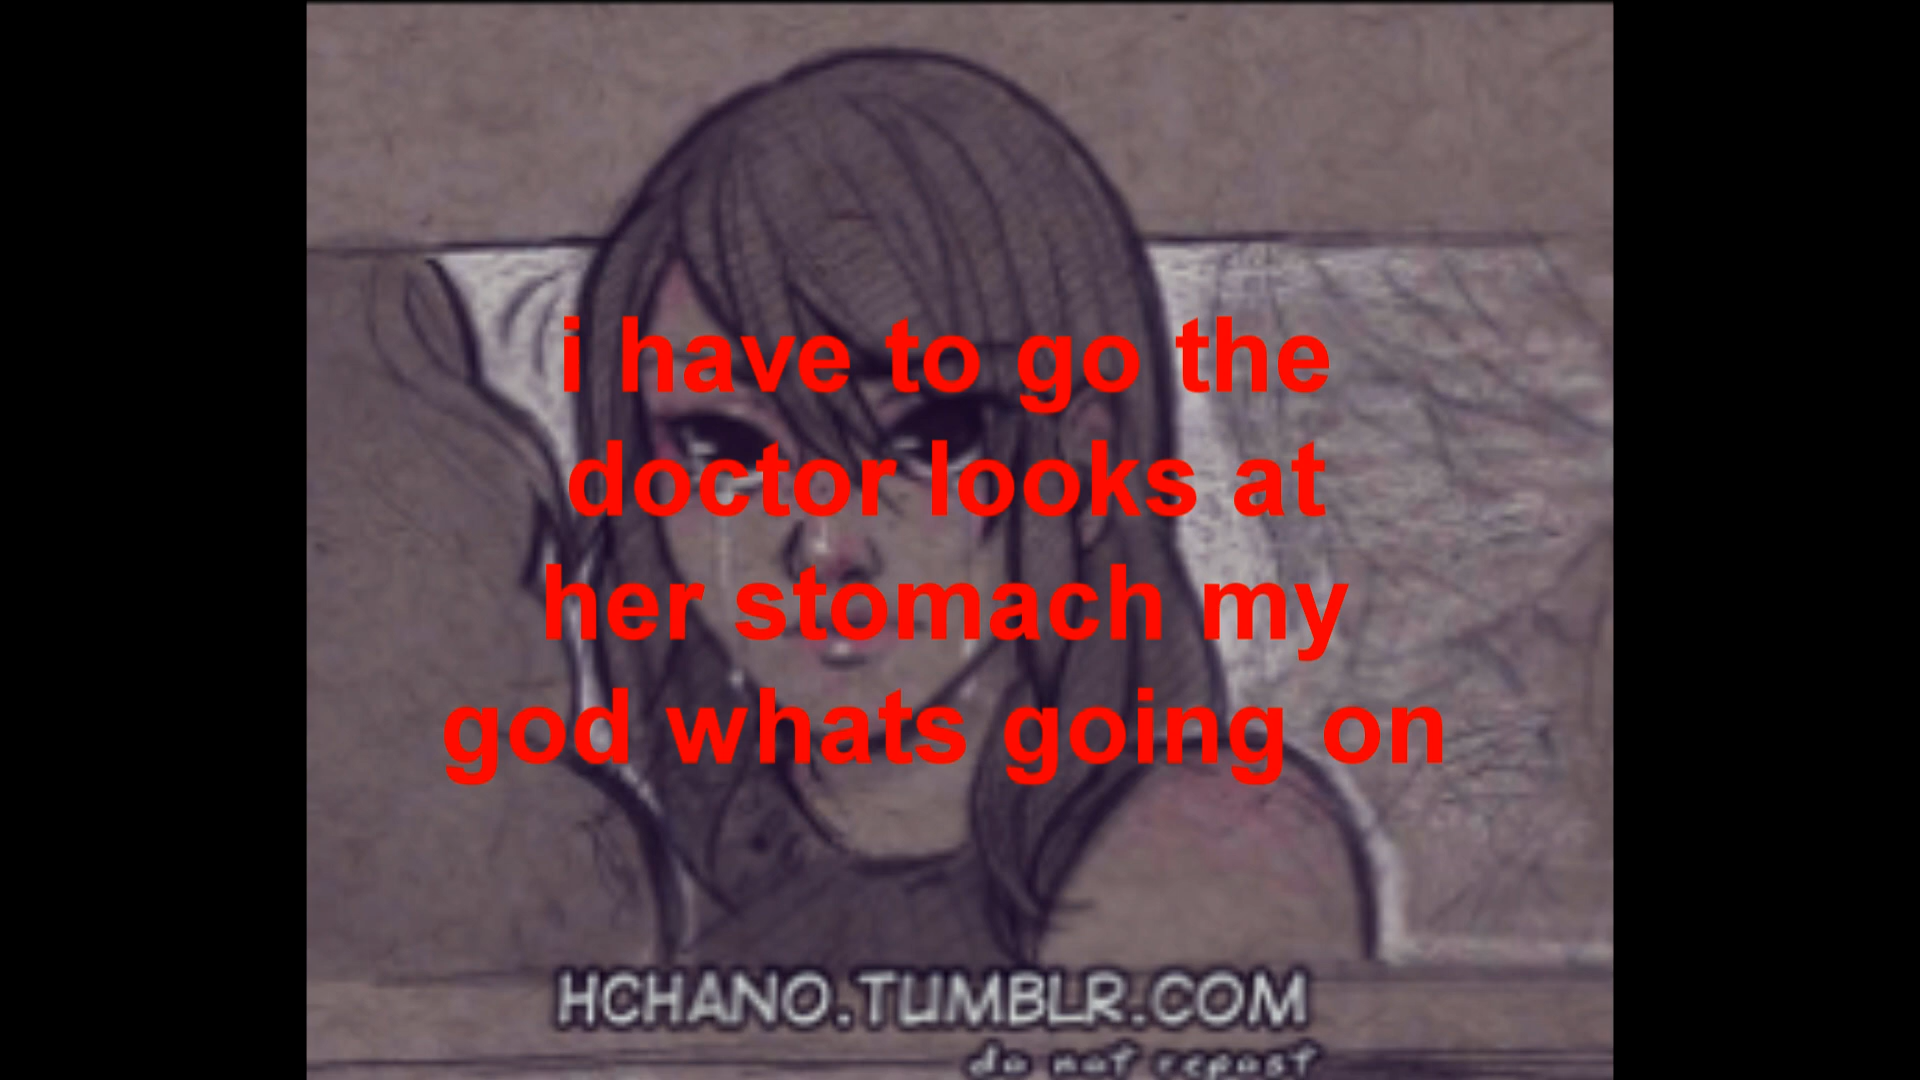 i have to go the
doctor looks at
her stomach my
god whats going on
HCHANO.TUMBLR.COM
do not repost